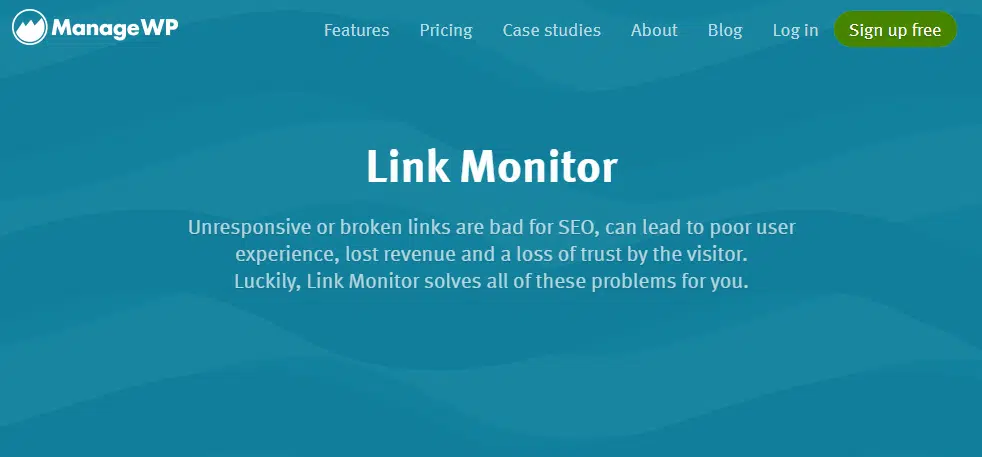 ManageWP
Features Pricing Case studies About Blog Log in Sign up free
Link Monitor
Unresponsive or broken links are bad for SEO, can lead to poor user
experience, lost revenue and a loss of trust by the visitor.
Luckily, Link Monitor solves all of these problems for you.